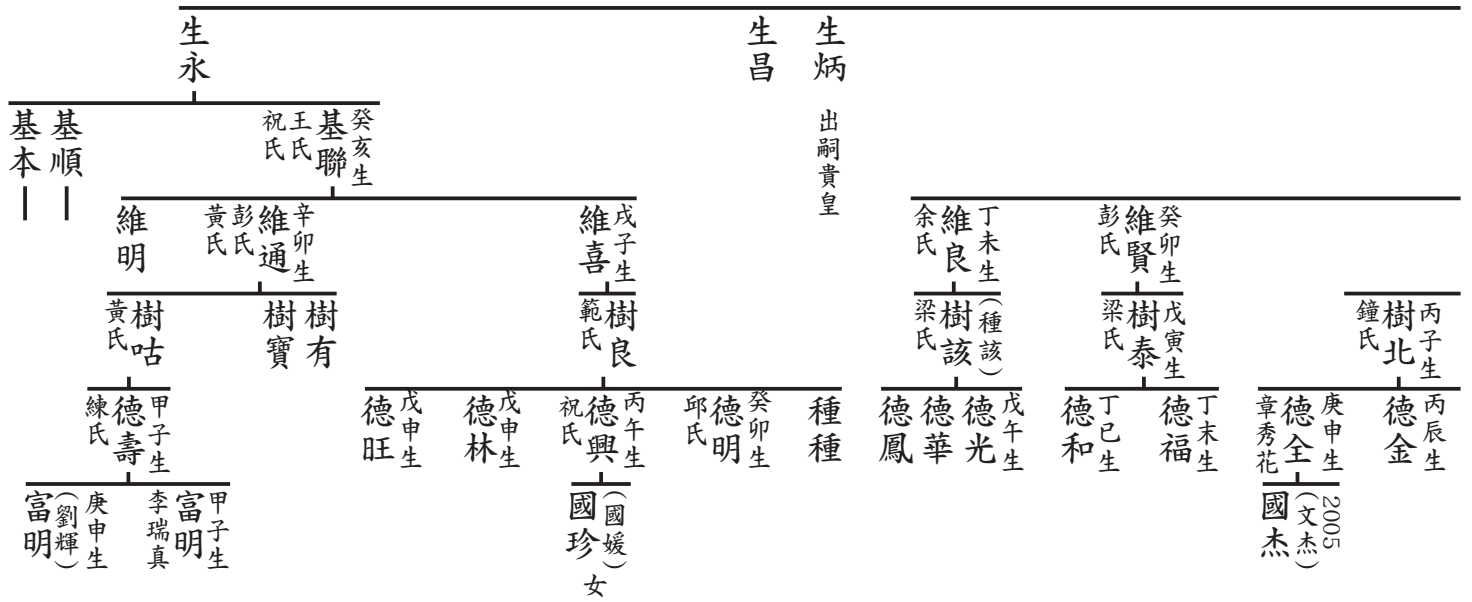 生炳
出嗣貴皇
生昌
生永
癸亥生
基聯
王氏
祝氏
基順
基本
癸卯生
維賢
彭氏
丁未生
維良
余氏
戊子生
維喜
辛卯生
維通
彭氏
黃氏
維明
丙子生
樹北
鐘氏
戊寅生
樹泰
梁氏
(種該)
樹該
梁氏
樹良
範氏
樹有
樹寶
樹咕
黃氏
丙辰生
德金
庚申生
德全
章秀花
丁未生
德福
丁巳生
德和
戊午生
德光
德華
德鳳
種種
癸卯生
德明
邱氏
丙午生
德興
祝氏
戊申生
德林
戊申生
德旺
甲子生
德壽
練氏
2005
(文杰)
國杰
(國媛)
國珍 女
甲子生
富明
李瑞真
庚申生
(劉輝)
富明